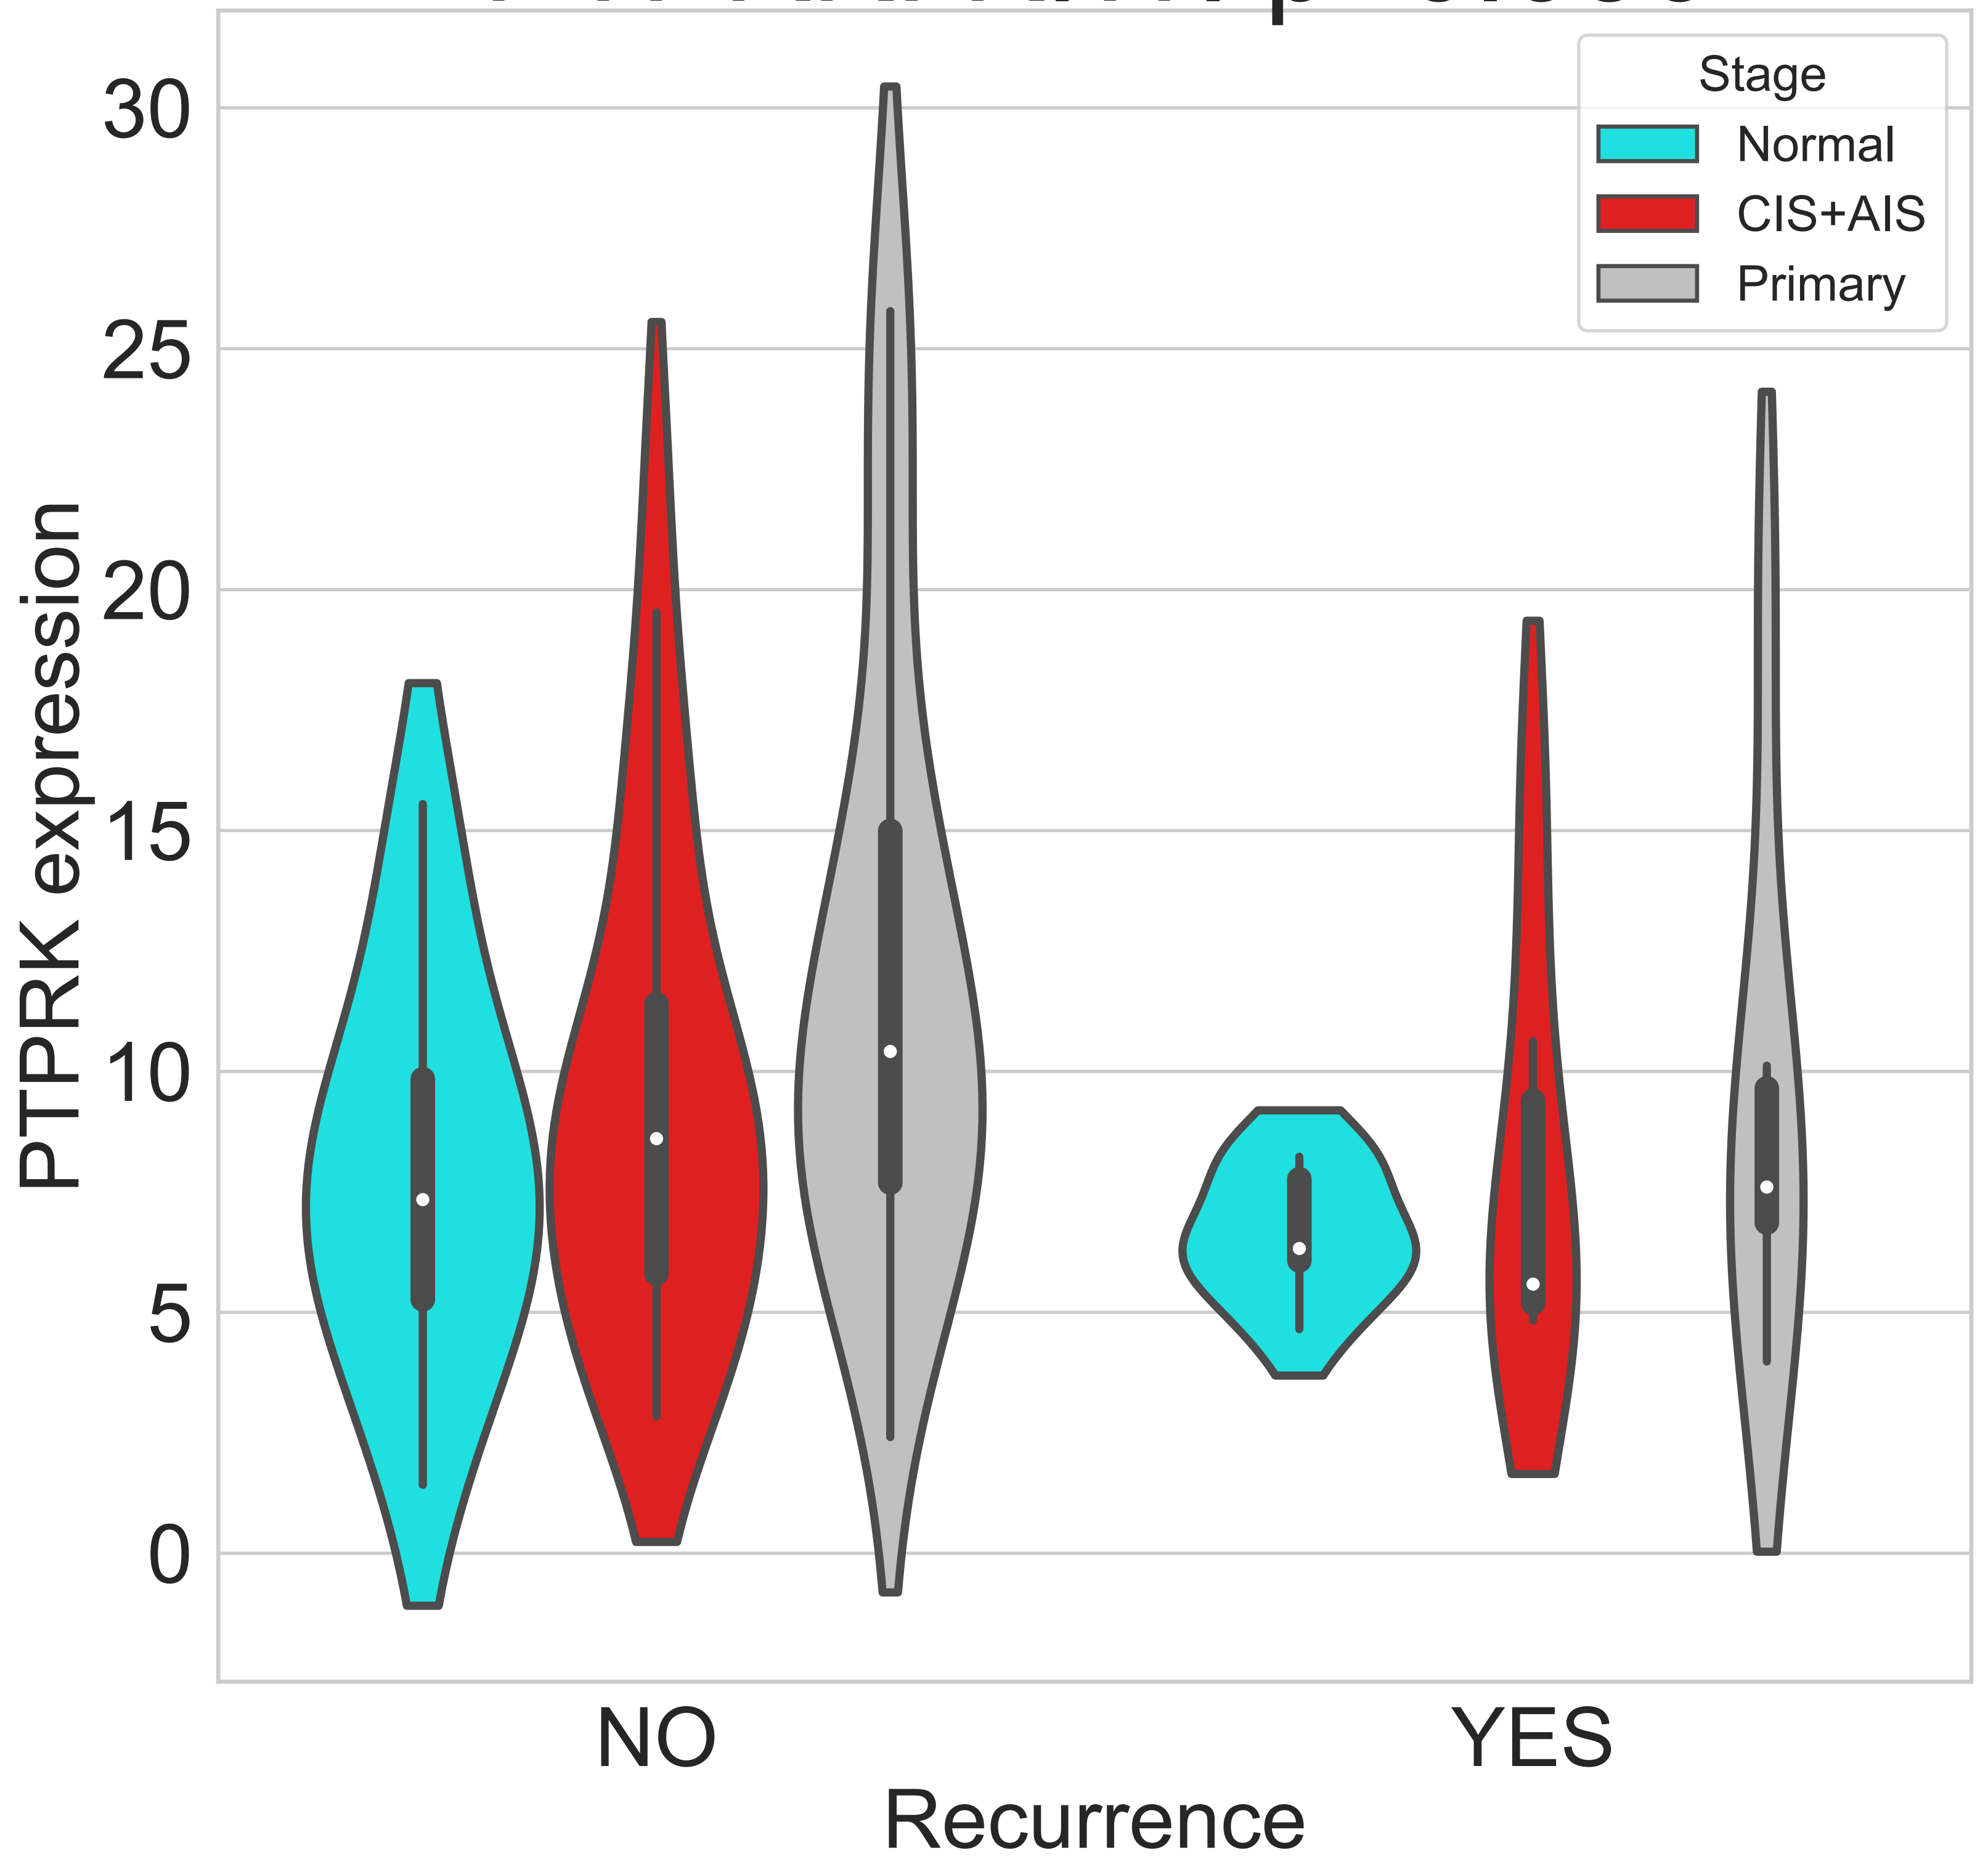 Stage
Normal
CIS+AIS
Primary
30
25
20
15
10
5
0
PTPRK expression
NO
YES
Recurrence